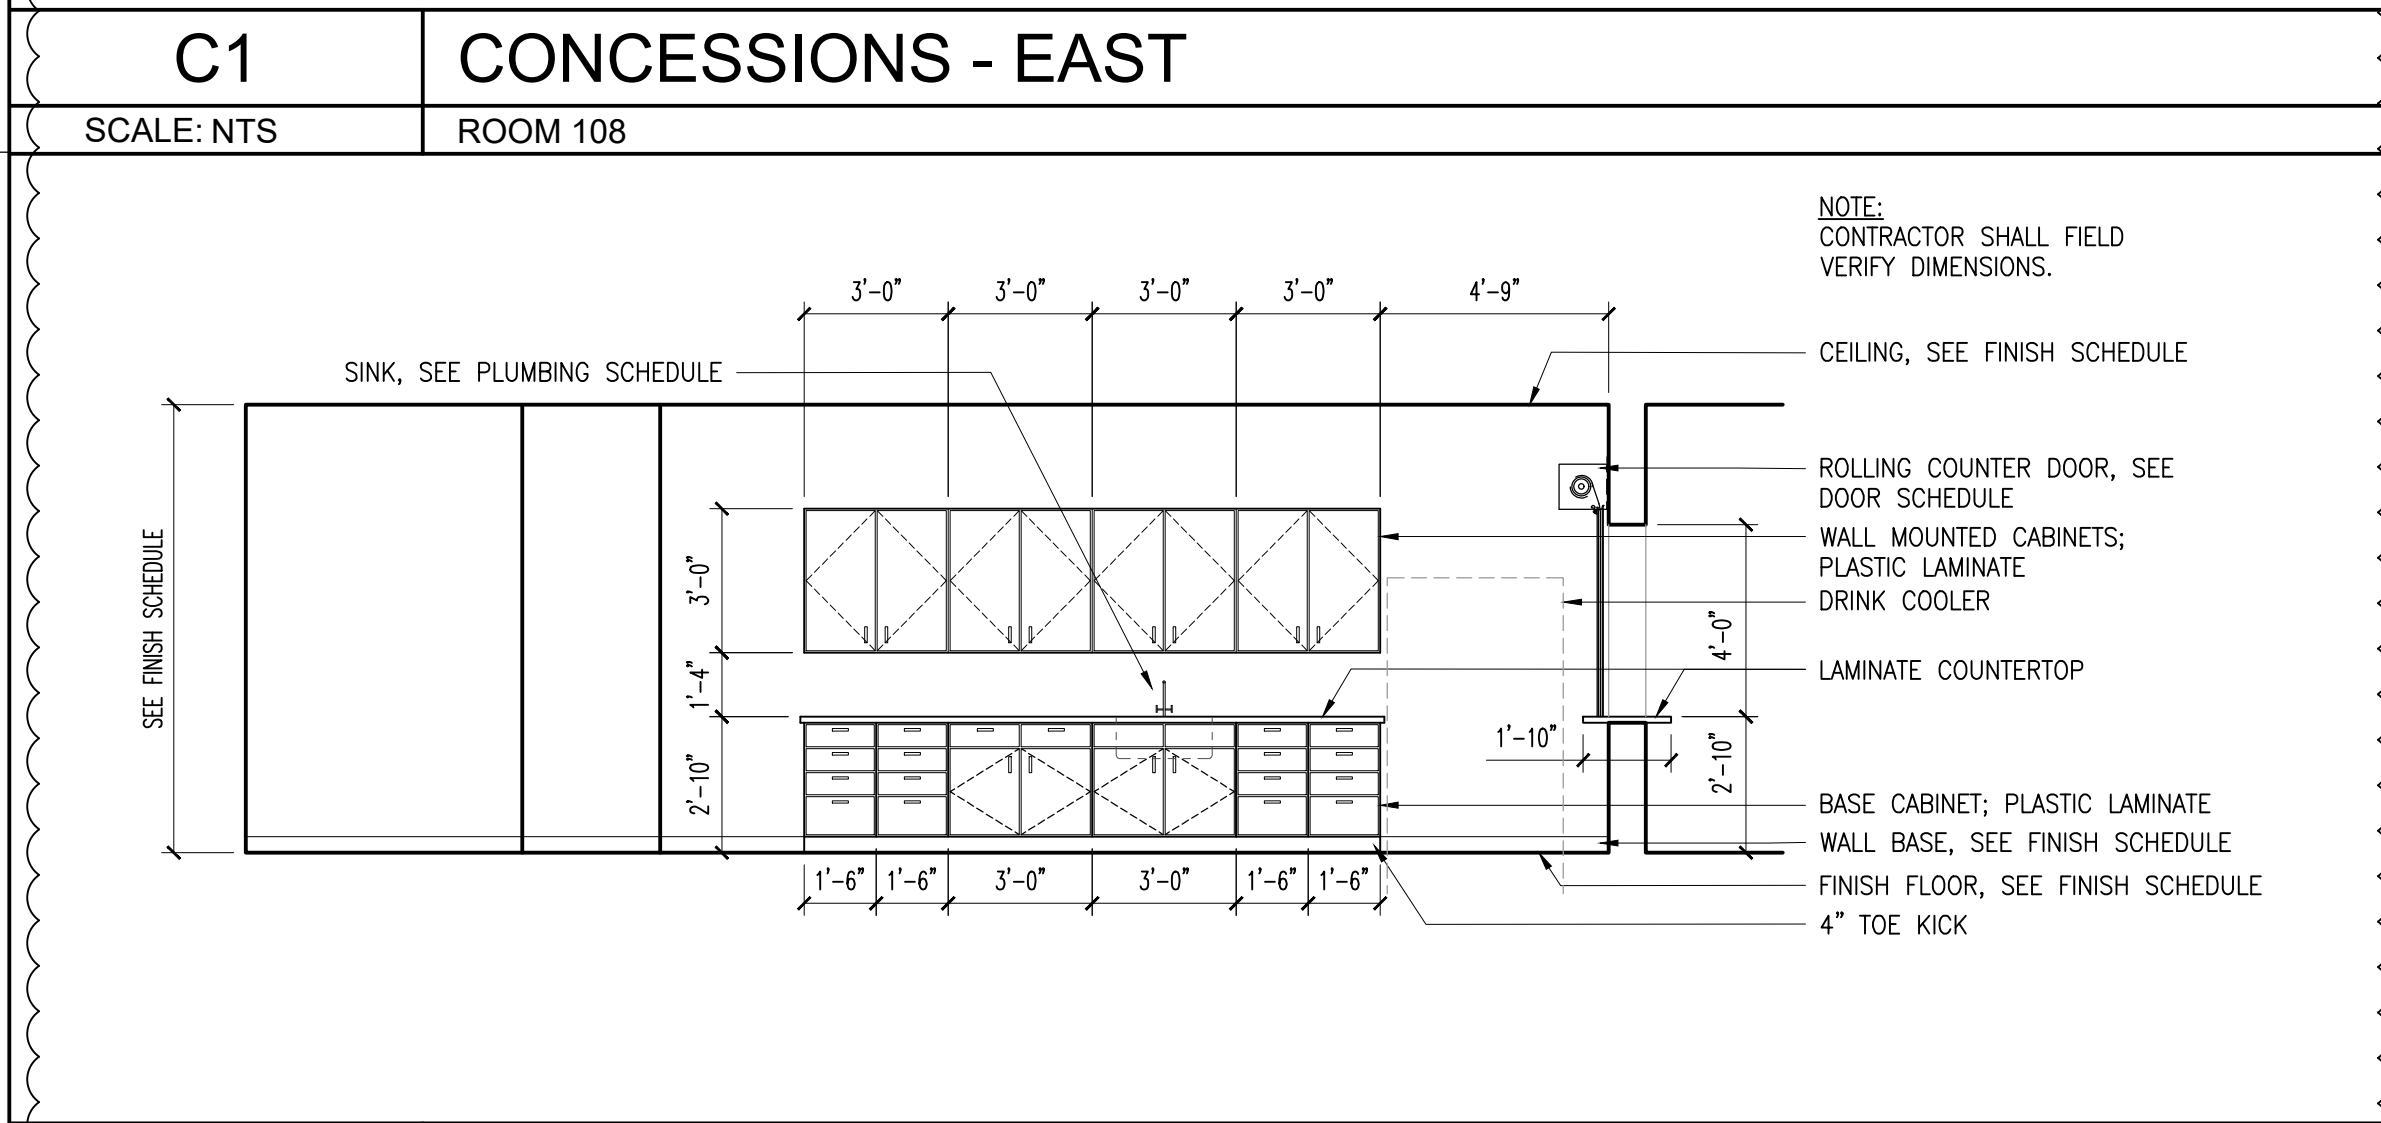 C1
CONCESSIONS - EAST
SCALE: NTS
ROOM 108
NOTE:
CONTRACTOR SHALL FIELD
VERIFY DIMENSIONS.
3'-0" 3'-0" 3'-0" 3'-0" 4'-9"
CEILING, SEE FINISH SCHEDULE
SINK, SEE PLUMBING SCHEDULE
ROLLING COUNTER DOOR, SEE
DOOR SCHEDULE
WALL MOUNTED CABINETS;
PLASTIC LAMINATE
DRINK COOLER
SEE FINISH SCHEDULE
3'-0"
4'-0"
1'-4"
LAMINATE COUNTERTOP
1'-10"
2'-10"
2'-10"
BASE CABINET; PLASTIC LAMINATE
WALL BASE, SEE FINISH SCHEDULE
1'-6" 1'-6" 3'-0" 3'-0" 1'-6" 1'-6"
FINISH FLOOR, SEE FINISH SCHEDULE
4" TOE KICK